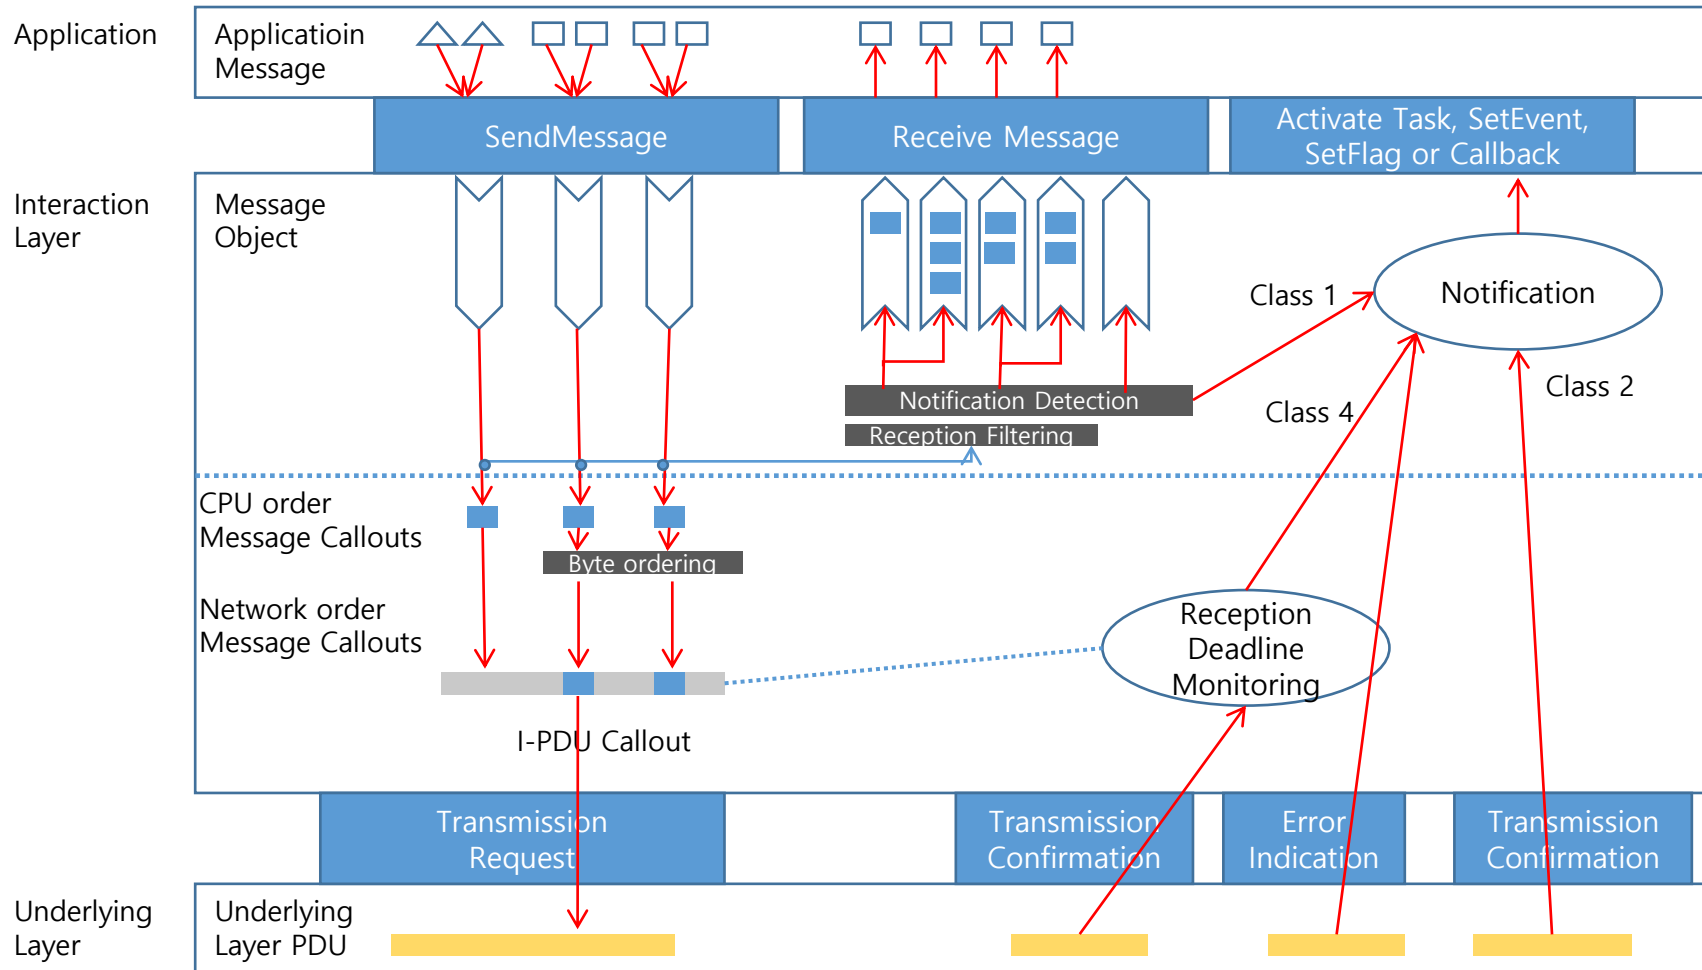 Application
Applicatioin
Message
SendMessage
Receive Message
Activate Task, SetEvent,
SetFlag or Callback
Interaction
Layer
Message
Object
Class 1
Notification
Notification Detection
Class 4
Class 2
Reception Filtering
CPU order
Message Callouts
Byte ordering
Network order
Message Callouts
Reception
Deadline
Monitoring
I-PDU Callout
Transmission
Request
Transmission
Confirmation
Error
Indication
Transmission
Confirmation
Underlying
Layer
Underlying
Layer PDU